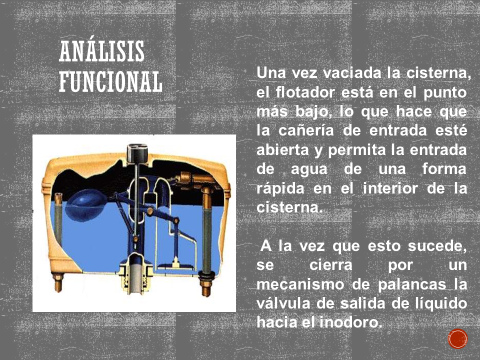 ANÁLISIS
FUNCIONAL
Una vez vaciada la cisterna,
el flotador está en el punto
más bajo, lo que hace que
la cañería de entrada esté
abierta y permita la entrada
de agua de una forma
rápida en el interior de la
cisterna.
A la vez que esto sucede,
se cierra por un
mecanismo de palancas la
válvula de salida de líquido
hacia el inodoro.